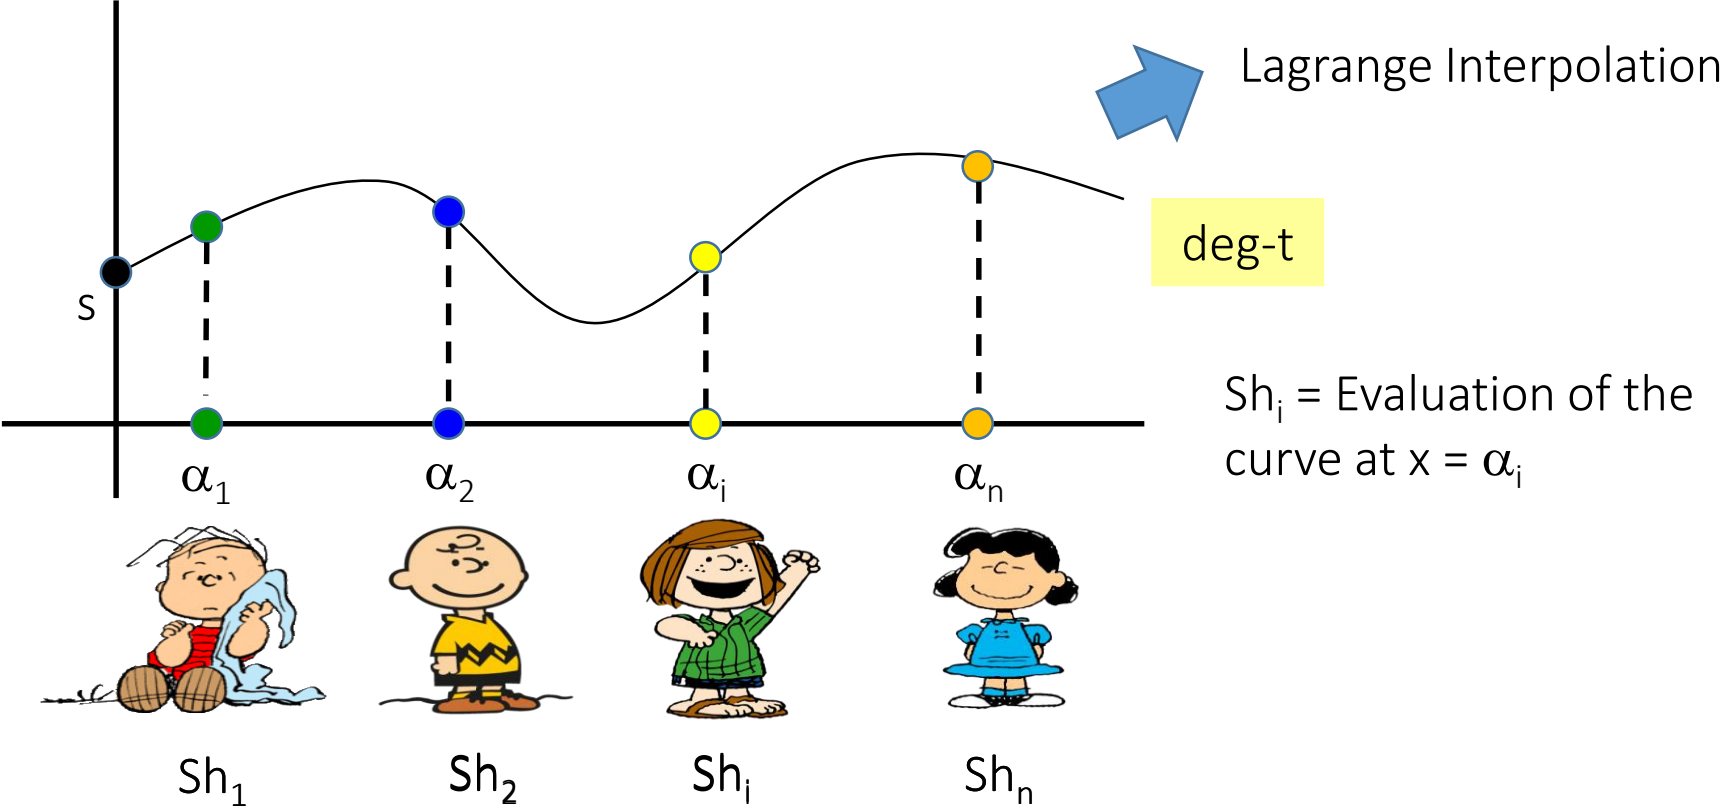 Lagrange Interpolation
deg-t
S
Shᵢ = Evaluation of the
curve at x = αᵢ
α₁ α₂ αᵢ αₙ
Sh₁ Sh₂ Shᵢ Shₙ